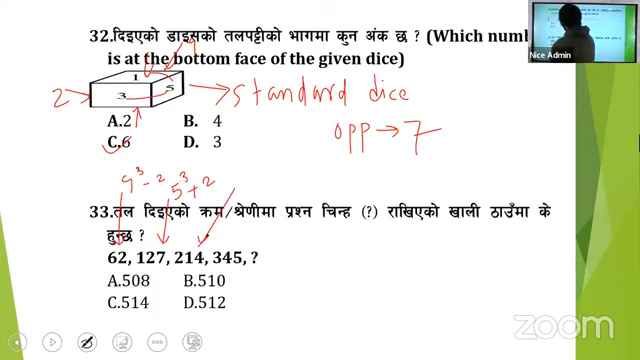 32.दिइएको डाइसको तलपट्टीको भागमा कुन अंक छ ? (Which numb
is at the bottom face of the given dice)
1
3
5
2
4
standard dice
A.2
B. 4
opp → 7
C.6
D. 3
4³ - 2
5³ + 2
33.तल दिइएको क्रम/श्रेणीमा प्रश्न चिन्ह (?) राखिएको खाली ठाउँमा के
हुन्छ ?
62, 127, 214, 345, ?
A.508
B.510
C.514
D.512
Nice Admin
zoom